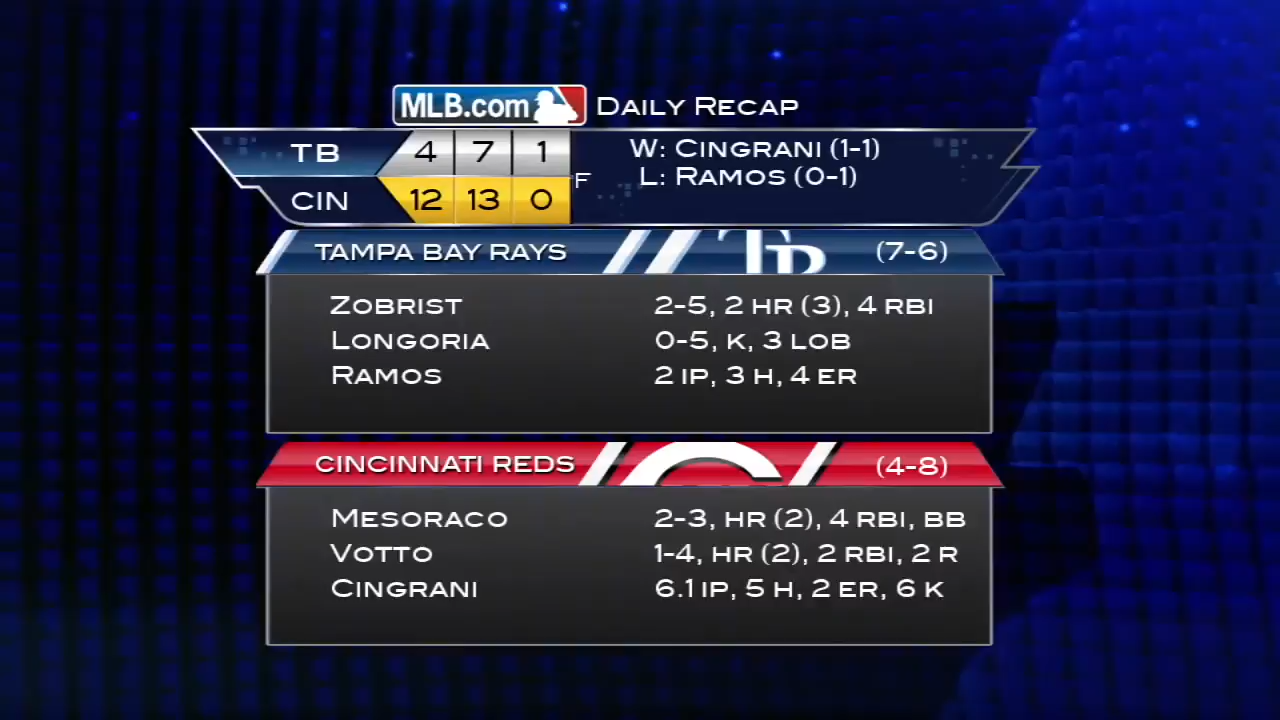 MLB.com DAILY RECAP
TB 4 7 1
CIN 12 13 0
F
W: CINGRANI (1-1)
L: RAMOS (0-1)
TAMPA BAY RAYS TB (7-6)
ZOBRIST 2-5, 2 HR (3), 4 RBI
LONGORIA 0-5, K, 3 LOB
RAMOS 2 IP, 3 H, 4 ER
CINCINNATI REDS C (4-8)
MESORACO 2-3, HR (2), 4 RBI, BB
VOTTO 1-4, HR (2), 2 RBI, 2 R
CINGRANI 6.1 IP, 5 H, 2 ER, 6 K